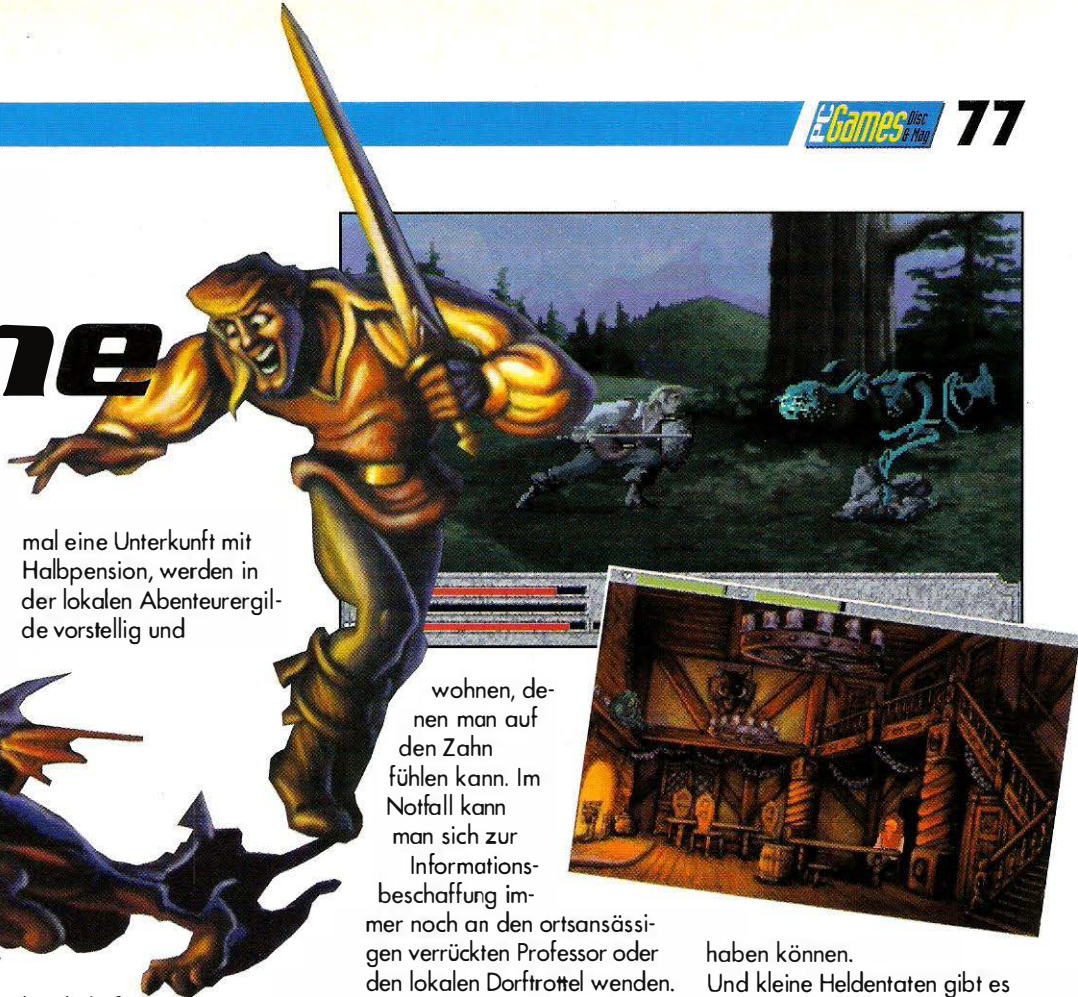 PC Games Disc & Mag 77
ne
mal eine Unterkunft mit
Halbpension, werden in
der lokalen Abenteurergil-
de vorstellig und
wohnen, de-
nen man auf
den Zahn
fühlen kann. Im
Notfall kann
man sich zur
Informations-
beschaffung im-
mer noch an den ortsansässi-
gen verrückten Professor oder
den lokalen Dorftrottel wenden.
haben können.
Und kleine Heldentaten gibt es